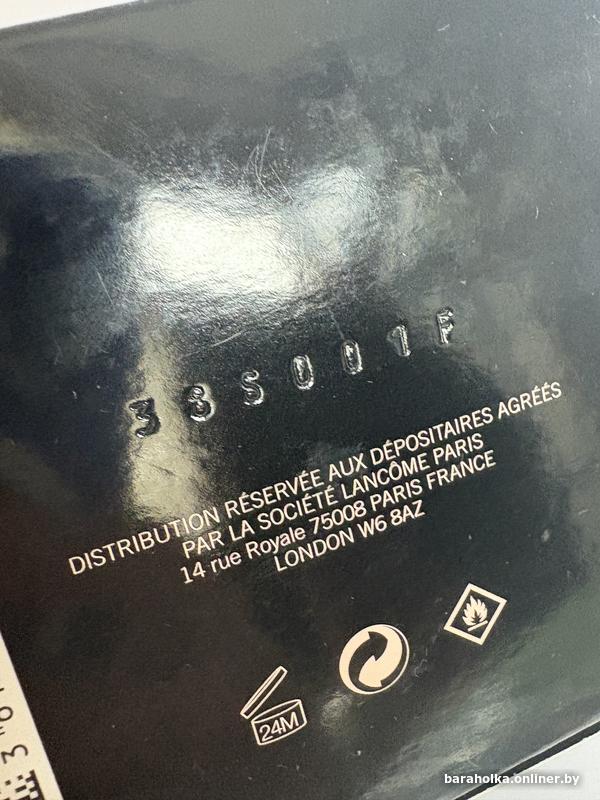 38S001F
DISTRIBUTION RÉSERVÉE AUX DÉPOSITAIRES AGRÉÉS
PAR LA SOCIÉTÉ LANCÔME PARIS
14 rue Royale 75008 PARIS FRANCE
LONDON W6 8AZ
24M
baraholka.onliner.by